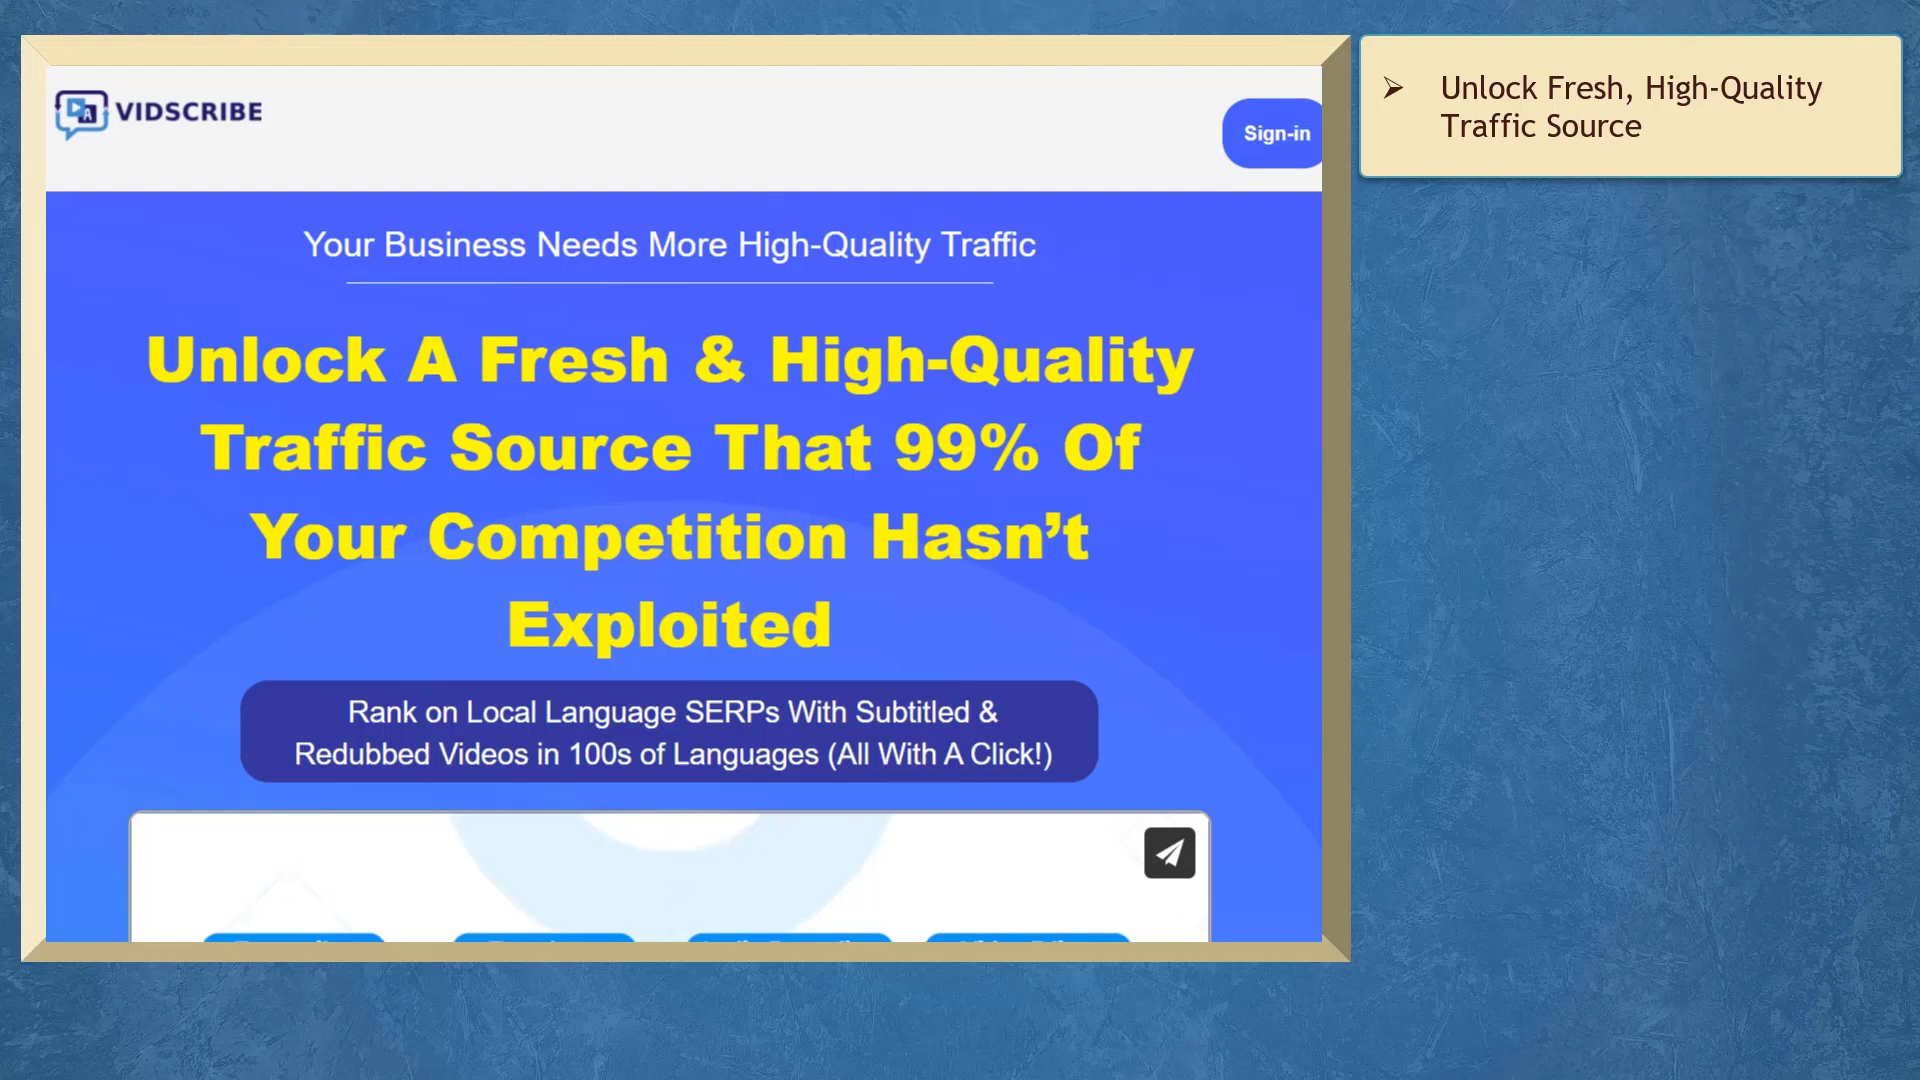 VIDSCRIBE
Sign-in
Your Business Needs More High-Quality Traffic
Unlock A Fresh & High-Quality
Traffic Source That 99% Of
Your Competition Hasn’t
Exploited
Rank on Local Language SERPs With Subtitled &
Redubbed Videos in 100s of Languages (All With A Click!)
Unlock Fresh, High-Quality
Traffic Source